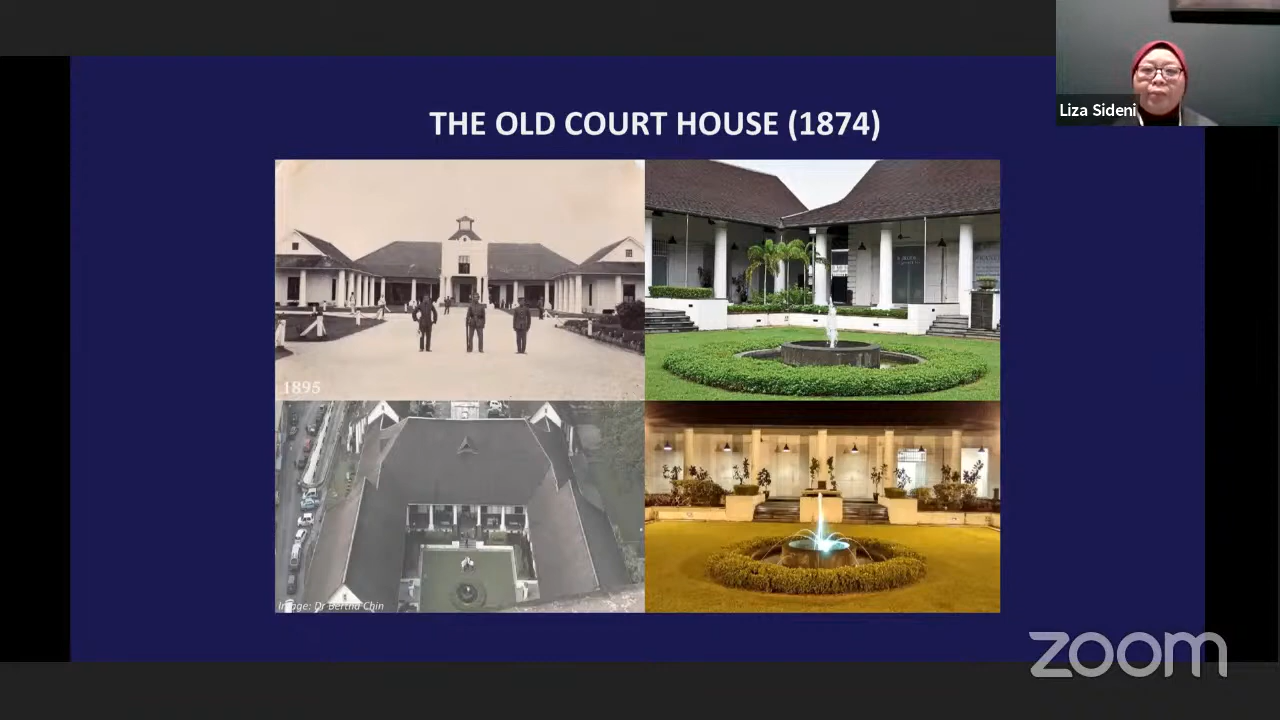 Liza Sideni
THE OLD COURT HOUSE (1874)
1895
Image: Dr Bertha Chin
zoom